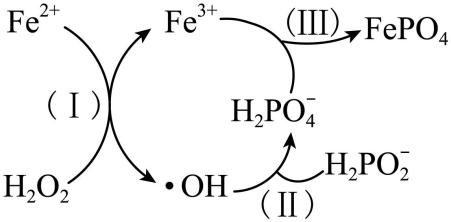 Fe²⁺ Fe³⁺ (III) FePO₄
(I) H₂PO₄⁻
H₂O₂ •OH (II) H₂PO₂⁻